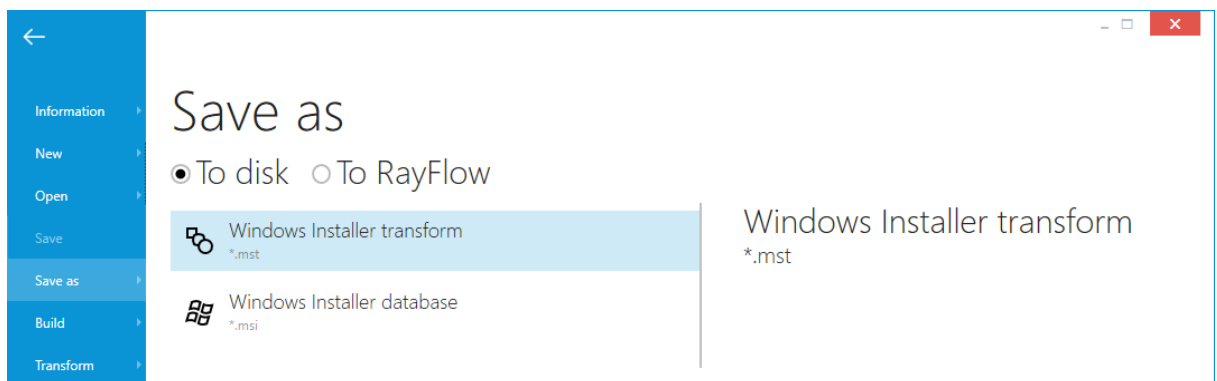 Information
New
Open
Save
Save as
Build
Transform
Save as
To disk To RayFlow
Windows Installer transform
*.mst
Windows Installer database
*.msi
Windows Installer transform
*.mst